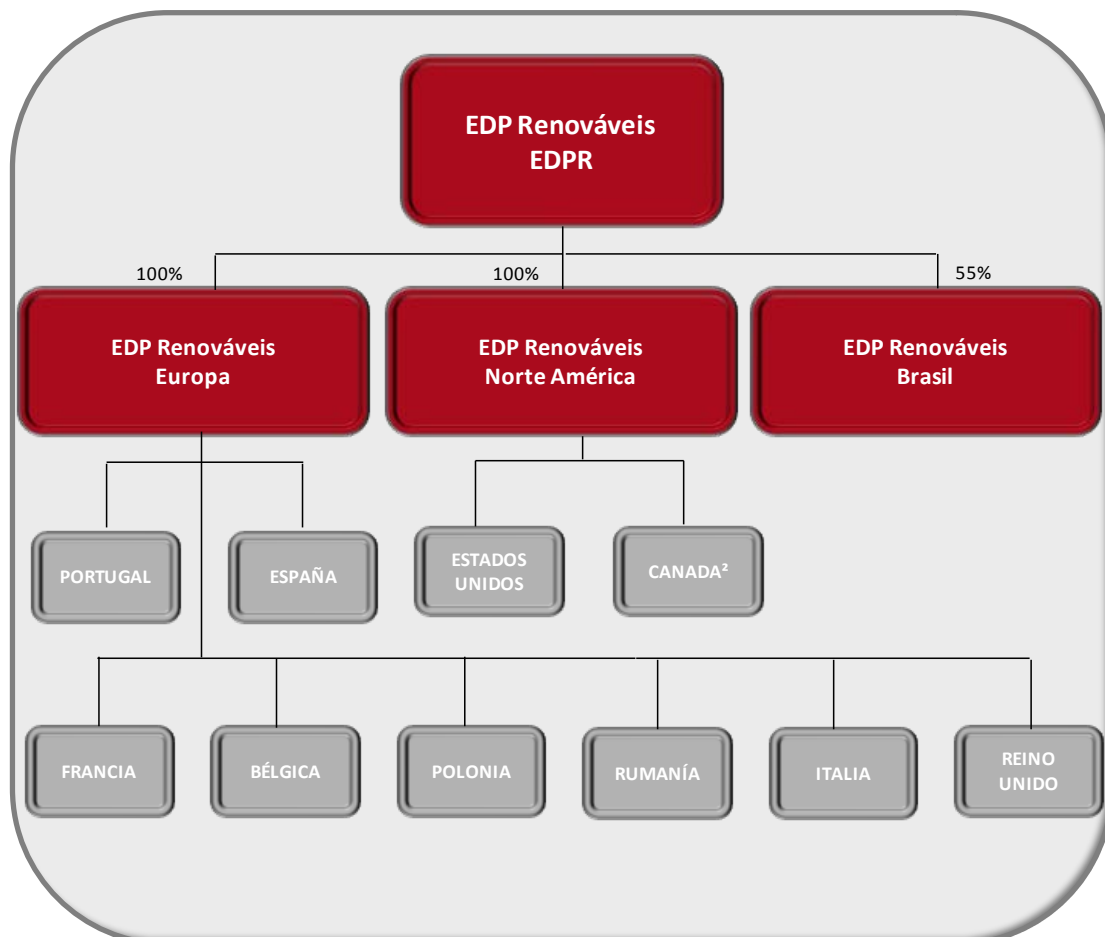 EDP Renováveis
EDPR
100%
100%
55%
EDP Renováveis
Europa
EDP Renováveis
Norte América
EDP Renováveis
Brasil
PORTUGAL
ESPAÑA
ESTADOS
UNIDOS
CANADA²
FRANCIA
BÉLGICA
POLONIA
RUMANÍA
ITALIA
REINO
UNIDO